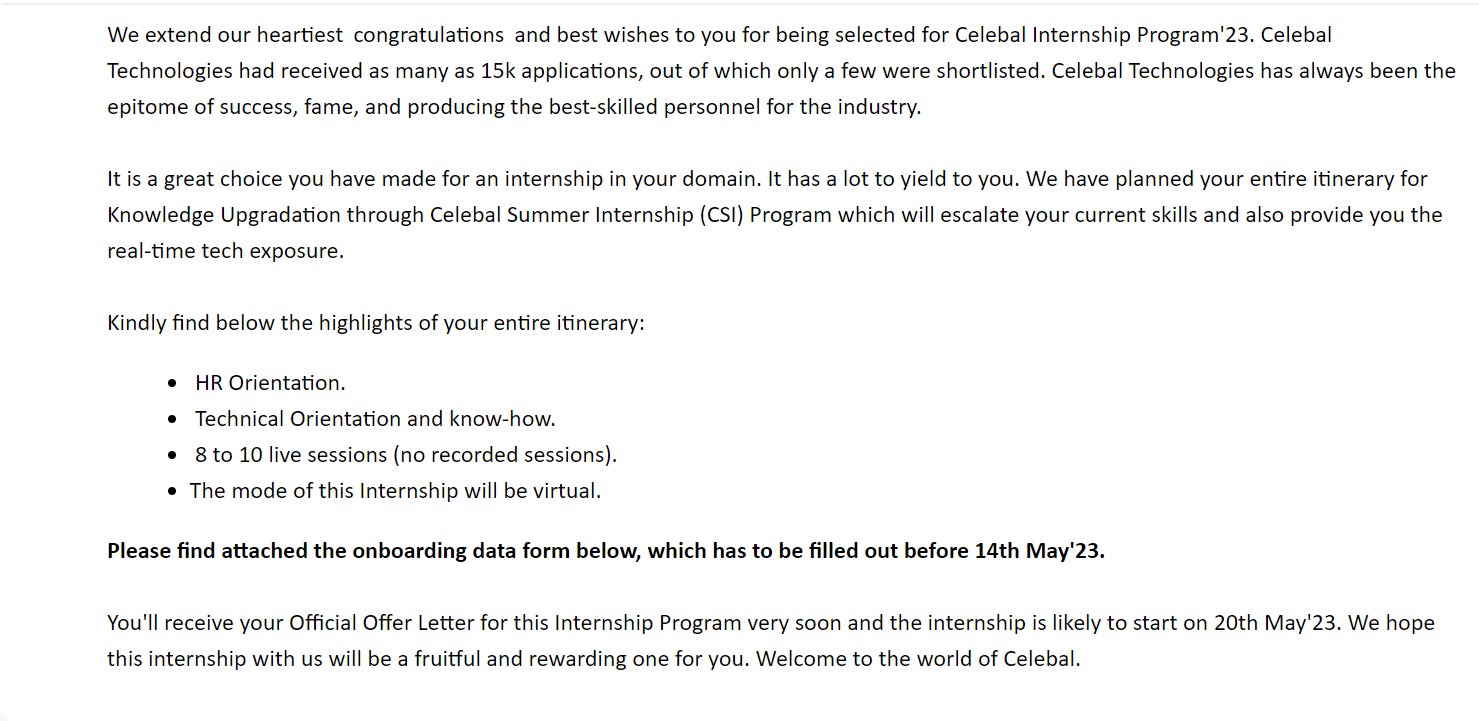 We extend our heartiest  congratulations  and best wishes to you for being selected for Celebal Internship Program'23. Celebal
Technologies had received as many as 15k applications, out of which only a few were shortlisted. Celebal Technologies has always been the
epitome of success, fame, and producing the best-skilled personnel for the industry.
It is a great choice you have made for an internship in your domain. It has a lot to yield to you. We have planned your entire itinerary for
Knowledge Upgradation through Celebal Summer Internship (CSI) Program which will escalate your current skills and also provide you the
real-time tech exposure.
Kindly find below the highlights of your entire itinerary:
• HR Orientation.
• Technical Orientation and know-how.
• 8 to 10 live sessions (no recorded sessions).
• The mode of this Internship will be virtual.
Please find attached the onboarding data form below, which has to be filled out before 14th May'23.
You'll receive your Official Offer Letter for this Internship Program very soon and the internship is likely to start on 20th May'23. We hope
this internship with us will be a fruitful and rewarding one for you. Welcome to the world of Celebal.